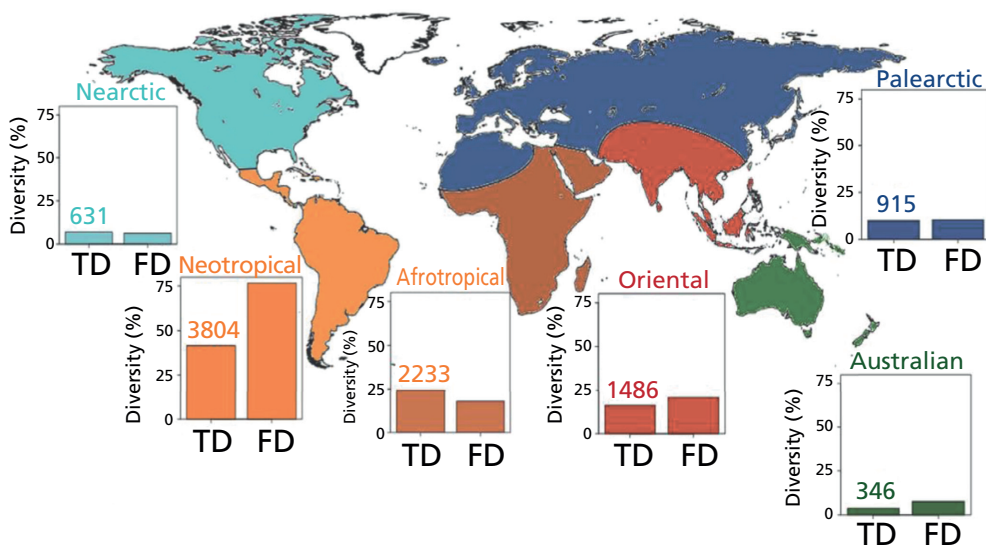 Nearctic
Diversity (%)
75
50
25
0
631
TD FD
Palearctic
Diversity (%)
75
50
25
0
915
TD FD
Neotropical
Diversity (%)
75
50
25
0
3804
TD FD
Afrotropical
Diversity (%)
75
50
25
0
2233
TD FD
Oriental
Diversity (%)
75
50
25
0
1486
TD FD
Australian
Diversity (%)
75
50
25
0
346
TD FD